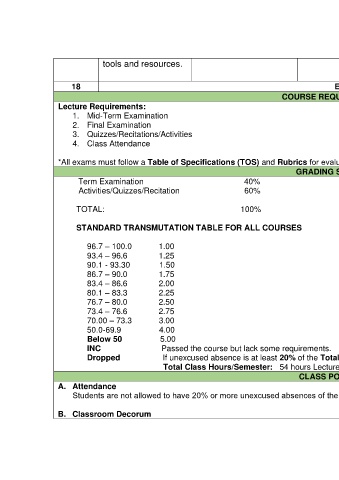 tools and resources.
18 E
COURSE REQU
Lecture Requirements:
1. Mid-Term Examination
2. Final Examination
3. Quizzes/Recitations/Activities
4. Class Attendance
*All exams must follow a Table of Specifications (TOS) and Rubrics for evalu
GRADING S
Term Examination 40%
Activities/Quizzes/Recitation 60%
TOTAL: 100%
STANDARD TRANSMUTATION TABLE FOR ALL COURSES
96.7 – 100.0 1.00
93.4 – 96.6 1.25
90.1 - 93.30 1.50
86.7 – 90.0 1.75
83.4 – 86.6 2.00
80.1 – 83.3 2.25
76.7 – 80.0 2.50
73.4 – 76.6 2.75
70.00 – 73.3 3.00
50.0-69.9 4.00
Below 50 5.00
INC Passed the course but lack some requirements.
Dropped If unexcused absence is at least 20% of the Total
Total Class Hours/Semester: 54 hours Lecture
CLASS PO
A. Attendance
Students are not allowed to have 20% or more unexcused absences of the
B. Classroom Decorum